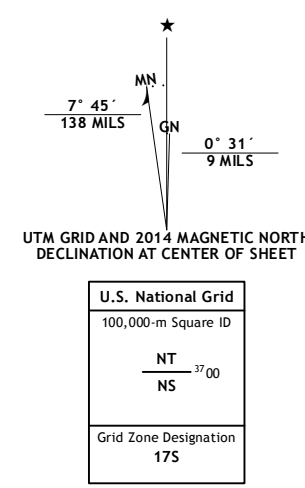 ★
MN
7° 45´
138 MILS
GN
0° 31´
9 MILS
UTM GRID AND 2014 MAGNETIC NORTH
DECLINATION AT CENTER OF SHEET
U.S. National Grid
100,000-m Square ID
NT
3700
NS
Grid Zone Designation
17S